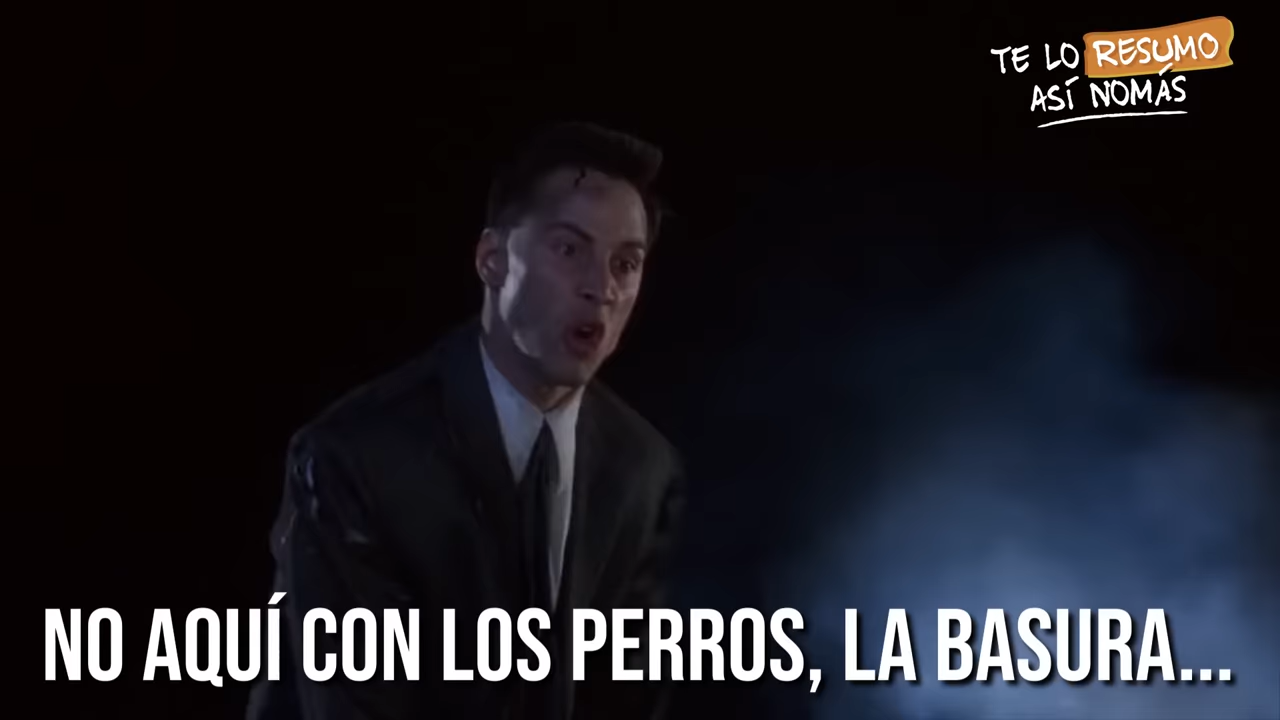 TE LO RESUMO
ASÍ NOMÁS
NO AQUÍ CON LOS PERROS, LA BASURA...